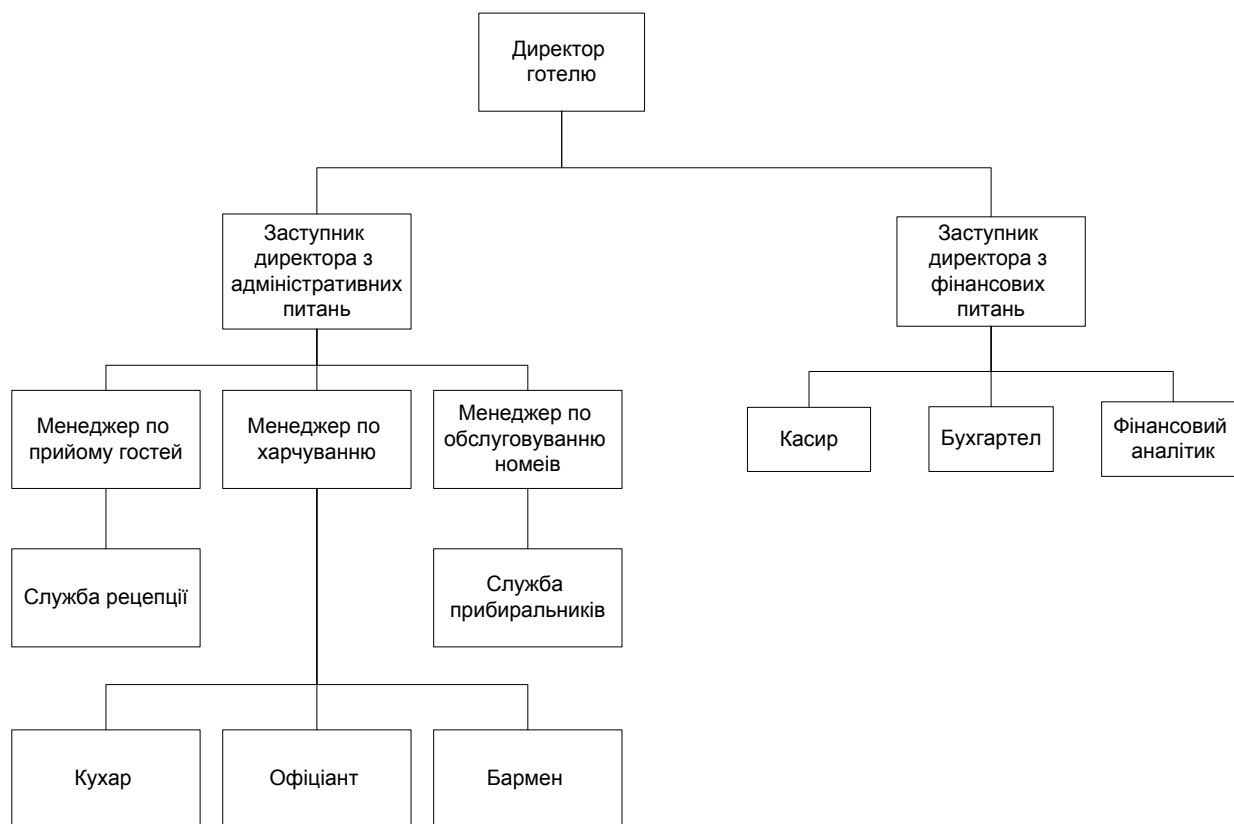 Директор
готелю
Заступник
директора з
адміністративних
питань
Заступник
директора з
фінансових
питань
Менеджер по
прийому гостей
Менеджер по
харчуванню
Менеджер по
обслуговуванню
номеів
Касир
Бухгартел
Фінансовий
аналітик
Служба рецепції
Служба
прибиральників
Кухар
Офіціант
Бармен